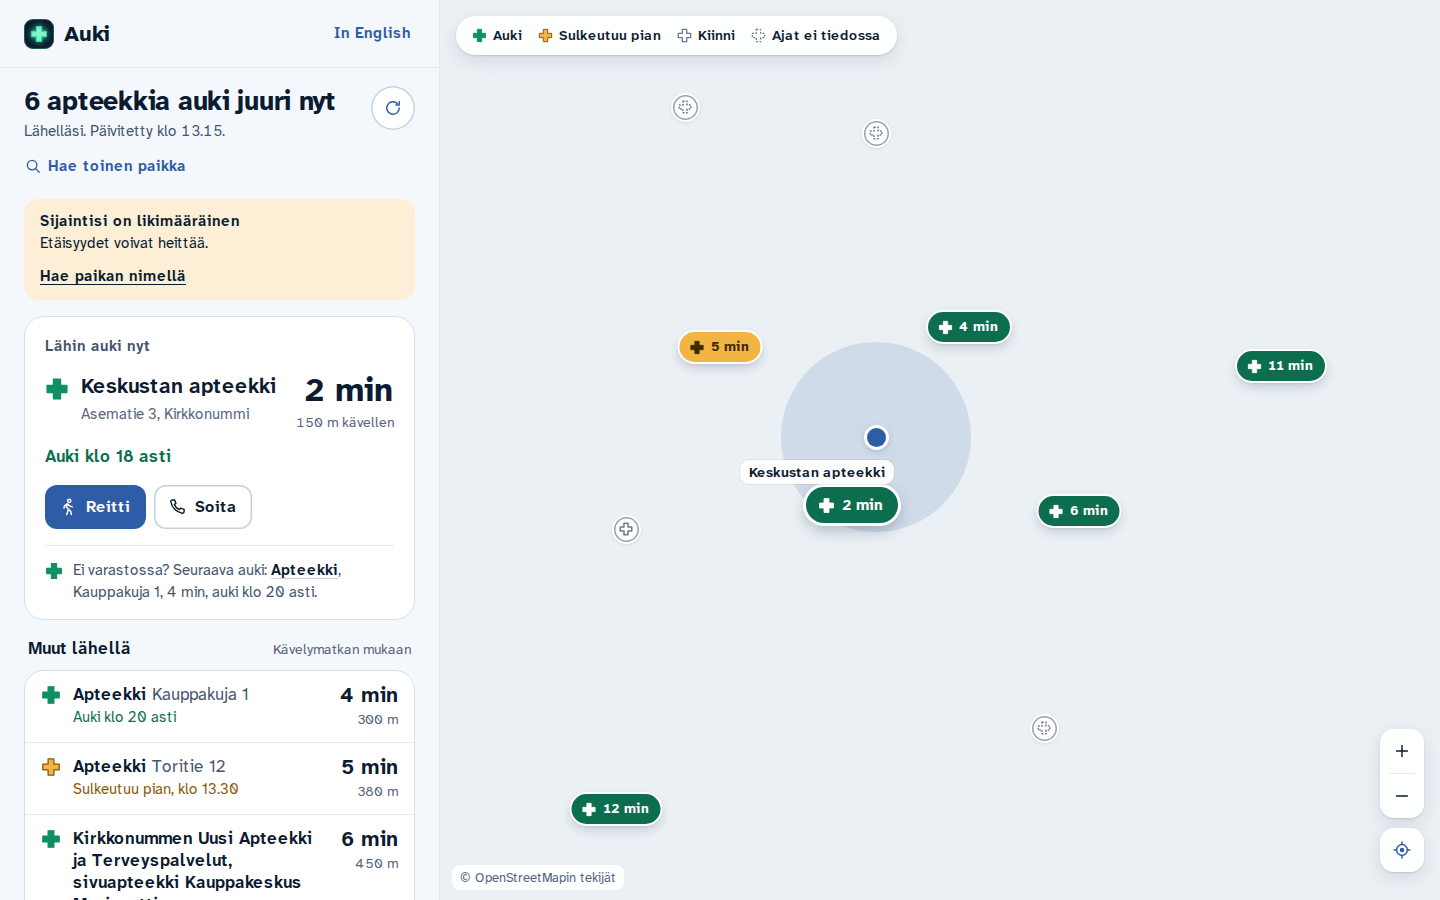 Auki
In English
6 apteekkia auki juuri nyt
Lähelläsi. Päivitetty klo 13.15.
Hae toinen paikka
Sijaintisi on likimääräinen
Etäisyydet voivat heittää.
Hae paikan nimellä
Lähin auki nyt
Keskustan apteekki
2 min
Asematie 3, Kirkkonummi
150 m kävellen
Auki klo 18 asti
Reitti
Soita
Ei varastossa? Seuraava auki: Apteekki,
Kauppakuja 1, 4 min, auki klo 20 asti.
Muut lähellä
Kävelymatkan mukaan
Apteekki Kauppakuja 1
4 min
Auki klo 20 asti
300 m
Apteekki Toritie 12
5 min
Sulkeutuu pian, klo 13.30
380 m
Kirkkonummen Uusi Apteekki
6 min
ja Terveyspalvelut,
450 m
sivuapteekki Kauppakeskus
Auki
Sulkeutuu pian
Kiinni
Ajat ei tiedossa
4 min
5 min
11 min
Keskustan apteekki
2 min
6 min
12 min
© OpenStreetMapin tekijät